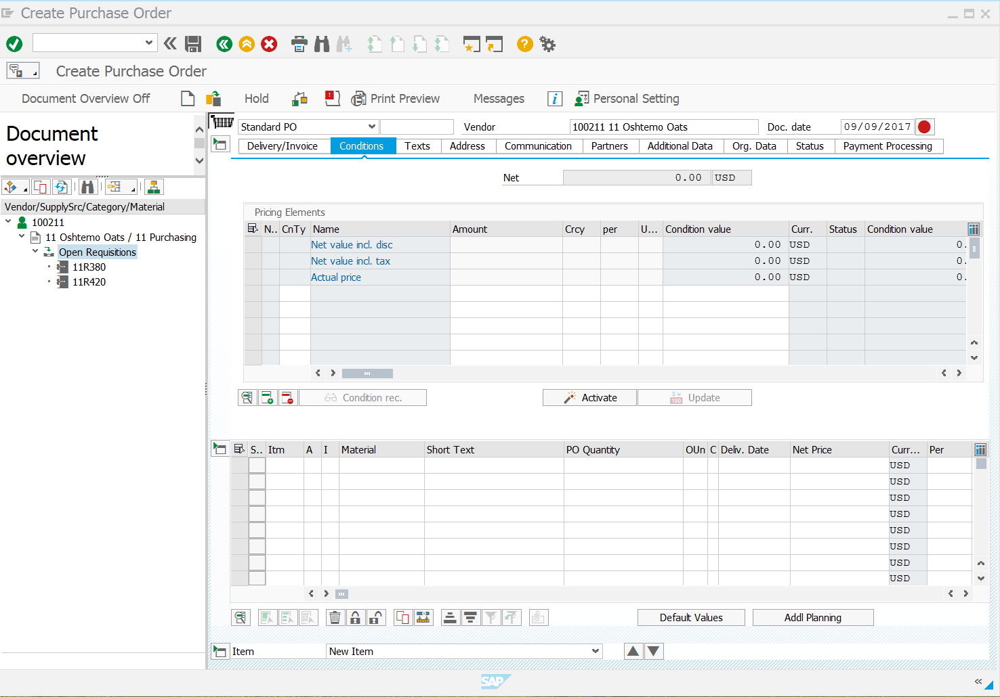 Create Purchase Order
Create Purchase Order
Document Overview Off Hold Print Preview Messages Personal Setting
Document
overview
Standard PO Vendor 100211 11 Oshtemo Oats Doc. date 09/09/2017
Delivery/Invoice Conditions Texts Address Communication Partners Additional Data Org. Data Status Payment Processing
Net 0.00 USD
Vendor/SupplySrc/Category/Material
100211
11 Oshtemo Oats / 11 Purchasing
Open Requisitions
11R380
11R420
Pricing Elements
N.. CnTy Name Amount Crcy per U... Condition value Curr. Status Condition value
Net value incl. disc 0.00 USD 0.
Net value incl. tax 0.00 USD 0.
Actual price 0.00 USD 0.
Condition rec. Activate Update
S.. Itm A I Material Short Text PO Quantity OUn C Deliv. Date Net Price Curr... Per
USD
USD
USD
USD
USD
USD
USD
USD
Default Values Addl Planning
Item New Item
SAP